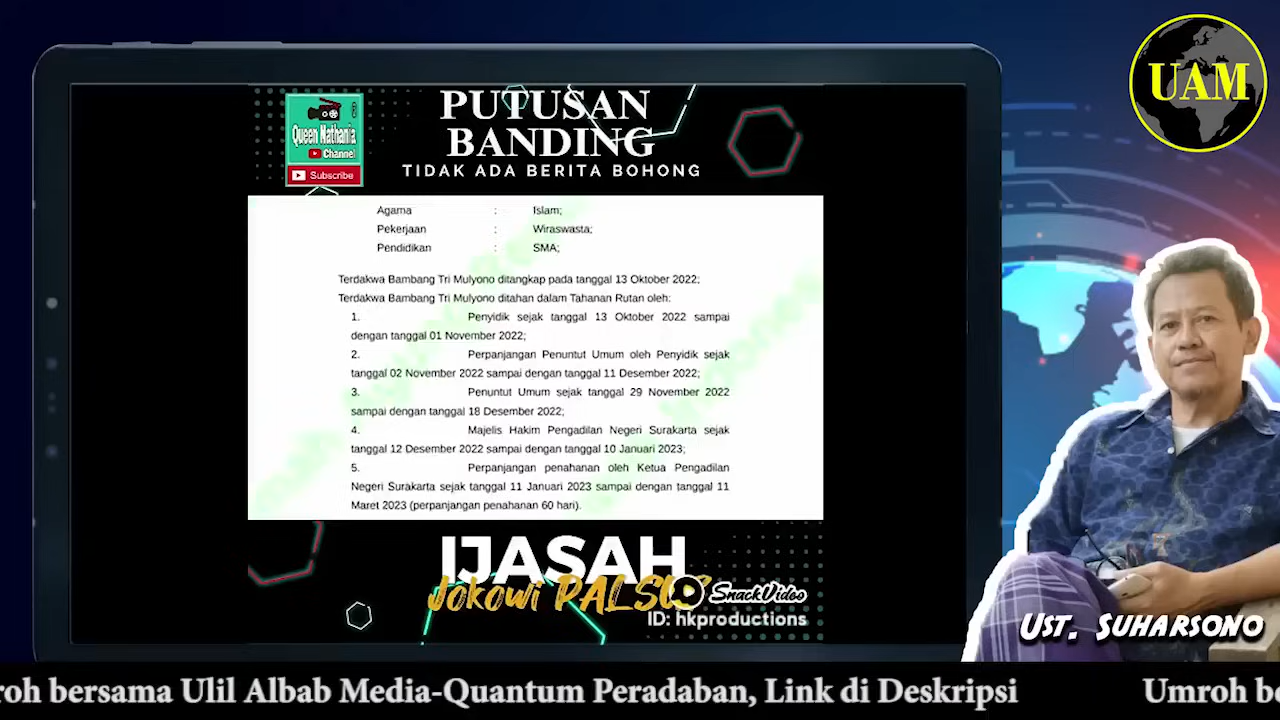 UAM
Queen Nathania
Channel
Subscribe
PUTUSAN
BANDING
TIDAK ADA BERITA BOHONG
Agama : Islam;
Pekerjaan : Wiraswasta;
Pendidikan : SMA;
Terdakwa Bambang Tri Mulyono ditangkap pada tanggal 13 Oktober 2022;
Terdakwa Bambang Tri Mulyono ditahan dalam Tahanan Rutan oleh:
1. Penyidik sejak tanggal 13 Oktober 2022 sampai
dengan tanggal 01 November 2022;
2. Perpanjangan Penuntut Umum oleh Penyidik sejak
tanggal 02 November 2022 sampai dengan tanggal 11 Desember 2022;
3. Penuntut Umum sejak tanggal 29 November 2022
sampai dengan tanggal 18 Desember 2022;
4. Majelis Hakim Pengadilan Negeri Surakarta sejak
tanggal 12 Desember 2022 sampai dengan tanggal 10 Januari 2023;
5. Perpanjangan penahanan oleh Ketua Pengadilan
Negeri Surakarta sejak tanggal 11 Januari 2023 sampai dengan tanggal 11
Maret 2023 (perpanjangan penahanan 60 hari).
IJASAH
Jokowi PALSU
SnackVideo
ID: hkproductions
UST. SUHARSONO
roh bersama Ulil Albab Media-Quantum Peradaban, Link di Deskripsi Umroh be